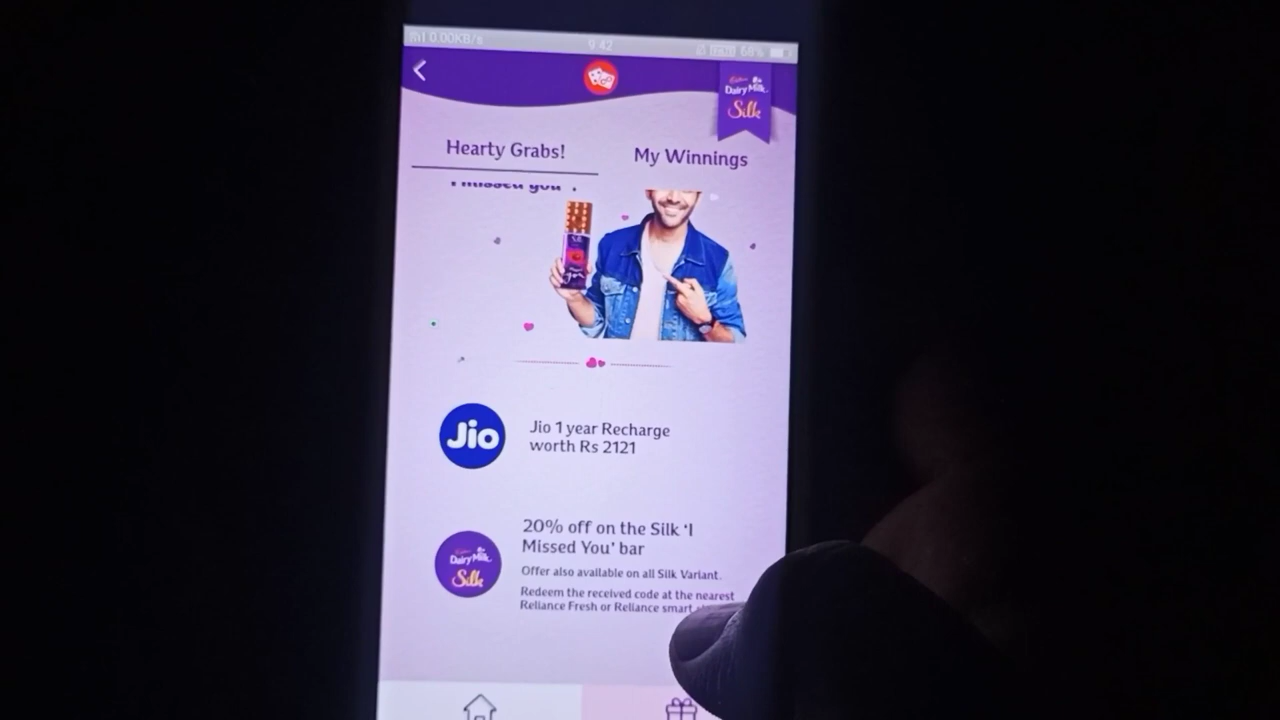 0.00KB/s
9:42
68%
Cadbury
Dairy Milk
Silk
Hearty Grabs!
My Winnings
I missed you".
Jio
Jio 1 year Recharge
worth Rs 2121
20% off on the Silk ‘I
Missed You’ bar
Offer also available on all Silk Variant.
Cadbury
Dairy Milk
Silk
Redeem the received code at the nearest
Reliance Fresh or Reliance smart